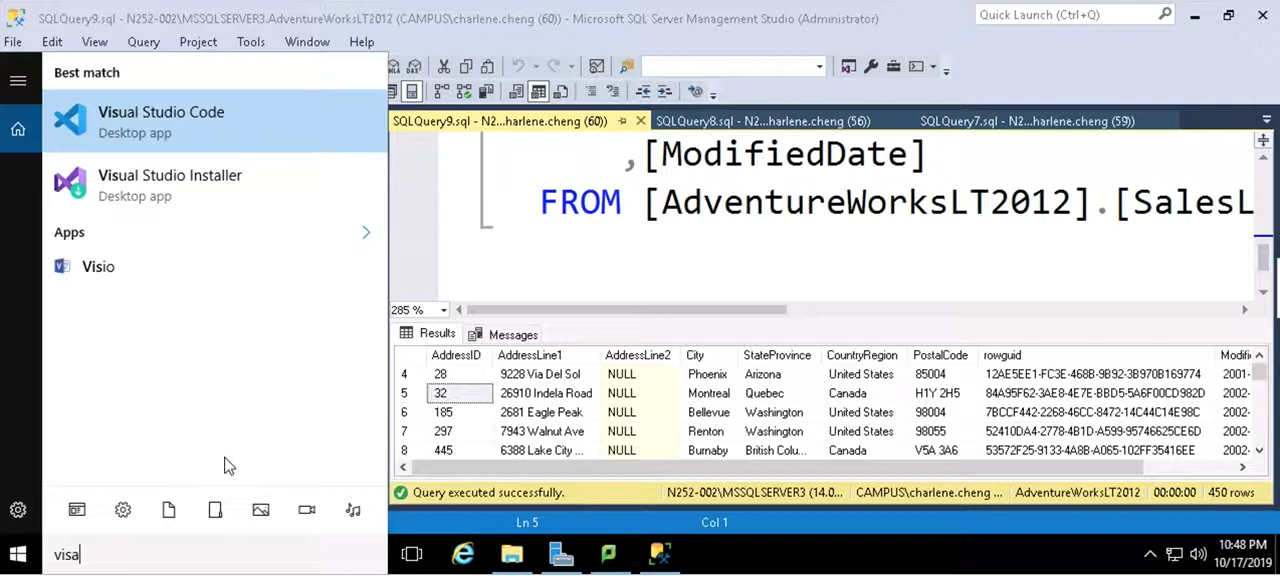 SQLQuery9.sql - N252-002\MSSQLSERVER3.AdventureWorksLT2012 (CAMPUS\charlene.cheng (60)) - Microsoft SQL Server Management Studio (Administrator)
Quick Launch (Ctrl+Q)
File Edit View Query Project Tools Window Help
Best match
Visual Studio Code
Desktop app
Visual Studio Installer
Desktop app
Apps
Visio
visa
SQLQuery9.sql - N2...harlene.cheng (60)) SQLQuery8.sql - N2...harlene.cheng (56)) SQLQuery7.sql - N2...harlene.cheng (59))
,[ModifiedDate]
FROM [AdventureWorksLT2012].[SalesL
285 %
Results Messages
AddressID AddressLine1 AddressLine2 City StateProvince CountryRegion PostalCode rowguid Modifi
4 28 9228 Via Del Sol NULL Phoenix Arizona United States 85004 12AE5EE1-FC3E-468B-9B92-3B970B169774 2001-
5 32 26910 Indela Road NULL Montreal Quebec Canada H1Y 2H5 84A95F62-3AE8-4E7E-BBD5-5A6F00CD982D 2002-
6 185 2681 Eagle Peak NULL Bellevue Washington United States 98004 7BCCF442-2268-46CC-8472-14C44C14E98C 2002-
7 297 7943 Walnut Ave NULL Renton Washington United States 98055 52410DA4-2778-4B1D-A599-95746625CE6D 2002-
8 445 6388 Lake City ... NULL Burnaby British Colu... Canada V5A 3A6 53572F25-9133-4A8B-A065-102FF35416EE 2002-
Query executed successfully. N252-002\MSSQLSERVER3 (14.0... CAMPUS\charlene.cheng ... AdventureWorksLT2012 00:00:00 450 rows
Ln 5 Col 1
10:48 PM
10/17/2019